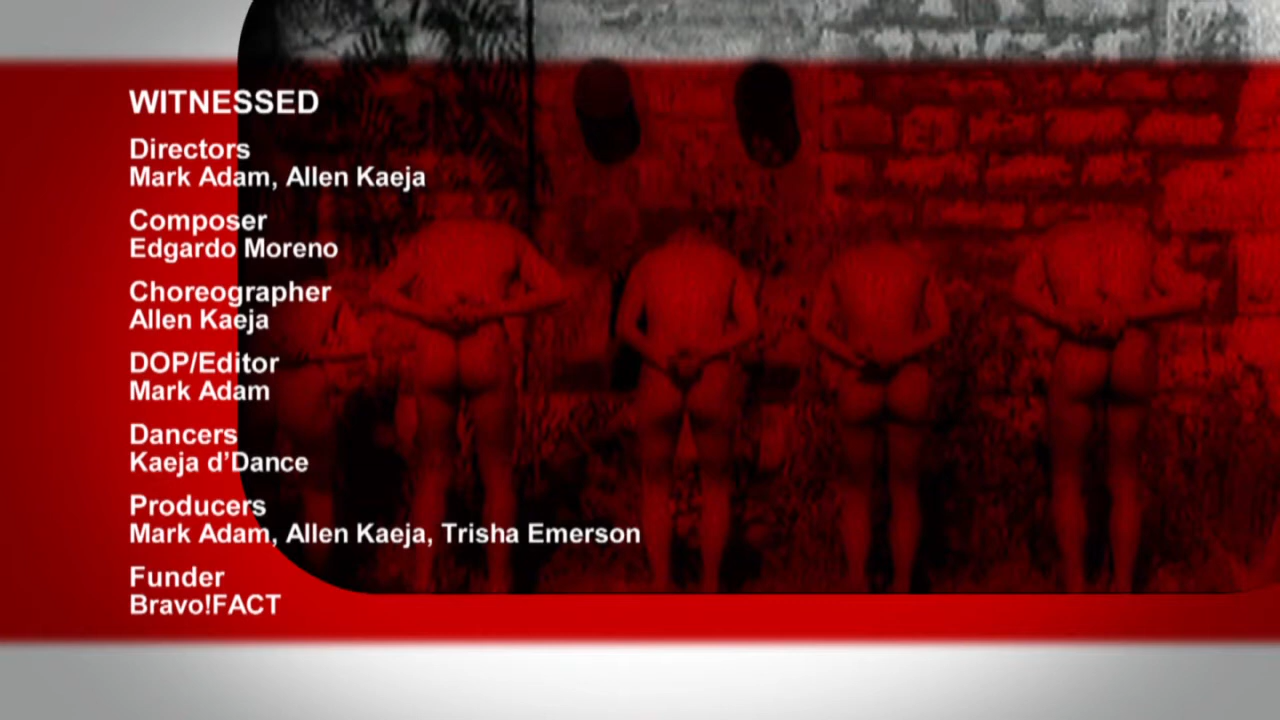 WITNESSED
Directors
Mark Adam, Allen Kaeja
Composer
Edgardo Moreno
Choreographer
Allen Kaeja
DOP/Editor
Mark Adam
Dancers
Kaeja d’Dance
Producers
Mark Adam, Allen Kaeja, Trisha Emerson
Funder
Bravo!FACT